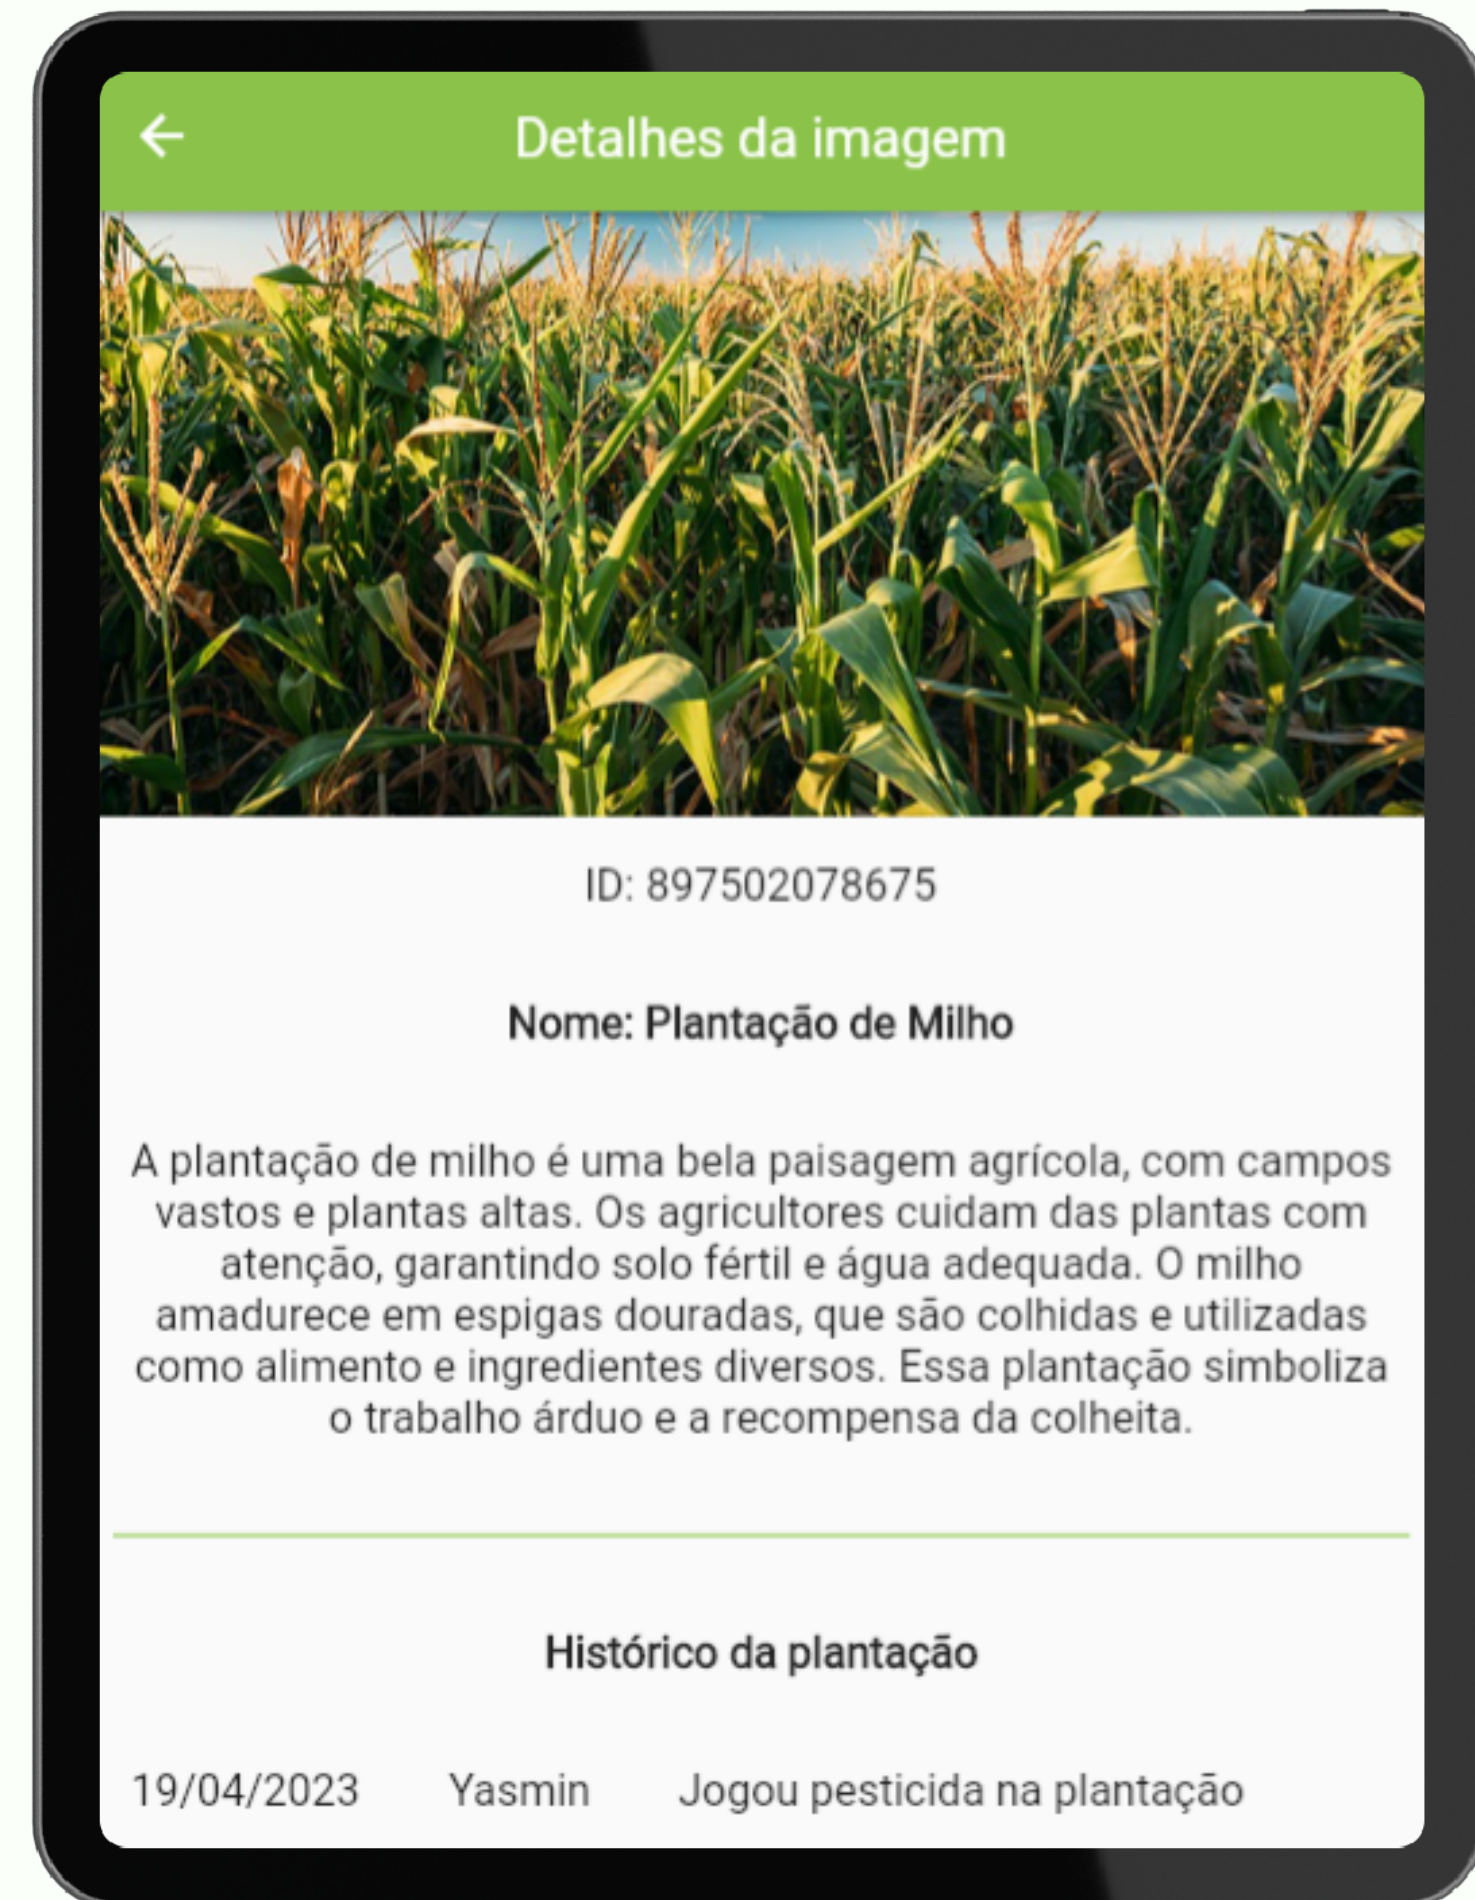 Detalhes da imagem
ID: 897502078675
Nome: Plantação de Milho
A plantação de milho é uma bela paisagem agrícola, com campos
vastos e plantas altas. Os agricultores cuidam das plantas com
atenção, garantindo solo fértil e água adequada. O milho
amadurece em espigas douradas, que são colhidas e utilizadas
como alimento e ingredientes diversos. Essa plantação simboliza
o trabalho árduo e a recompensa da colheita.
Histórico da plantação
19/04/2023 Yasmin Jogou pesticida na plantação